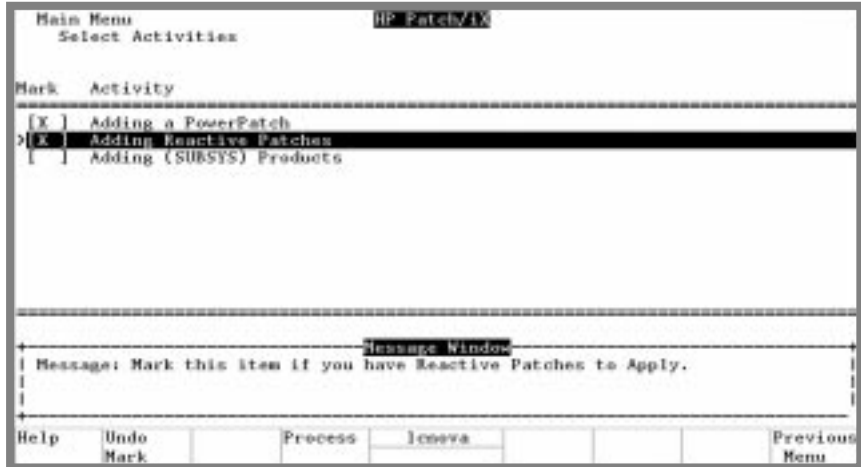 Main Menu HP Patch/iX
Select Activities
Mark Activity
[X ] Adding a PowerPatch
>[X ] Adding Reactive Patches
[ ] Adding (SUBSYS) Products
Message Window
Message: Mark this item if you have Reactive Patches to Apply.
Help Undo Mark Process Previous Menu